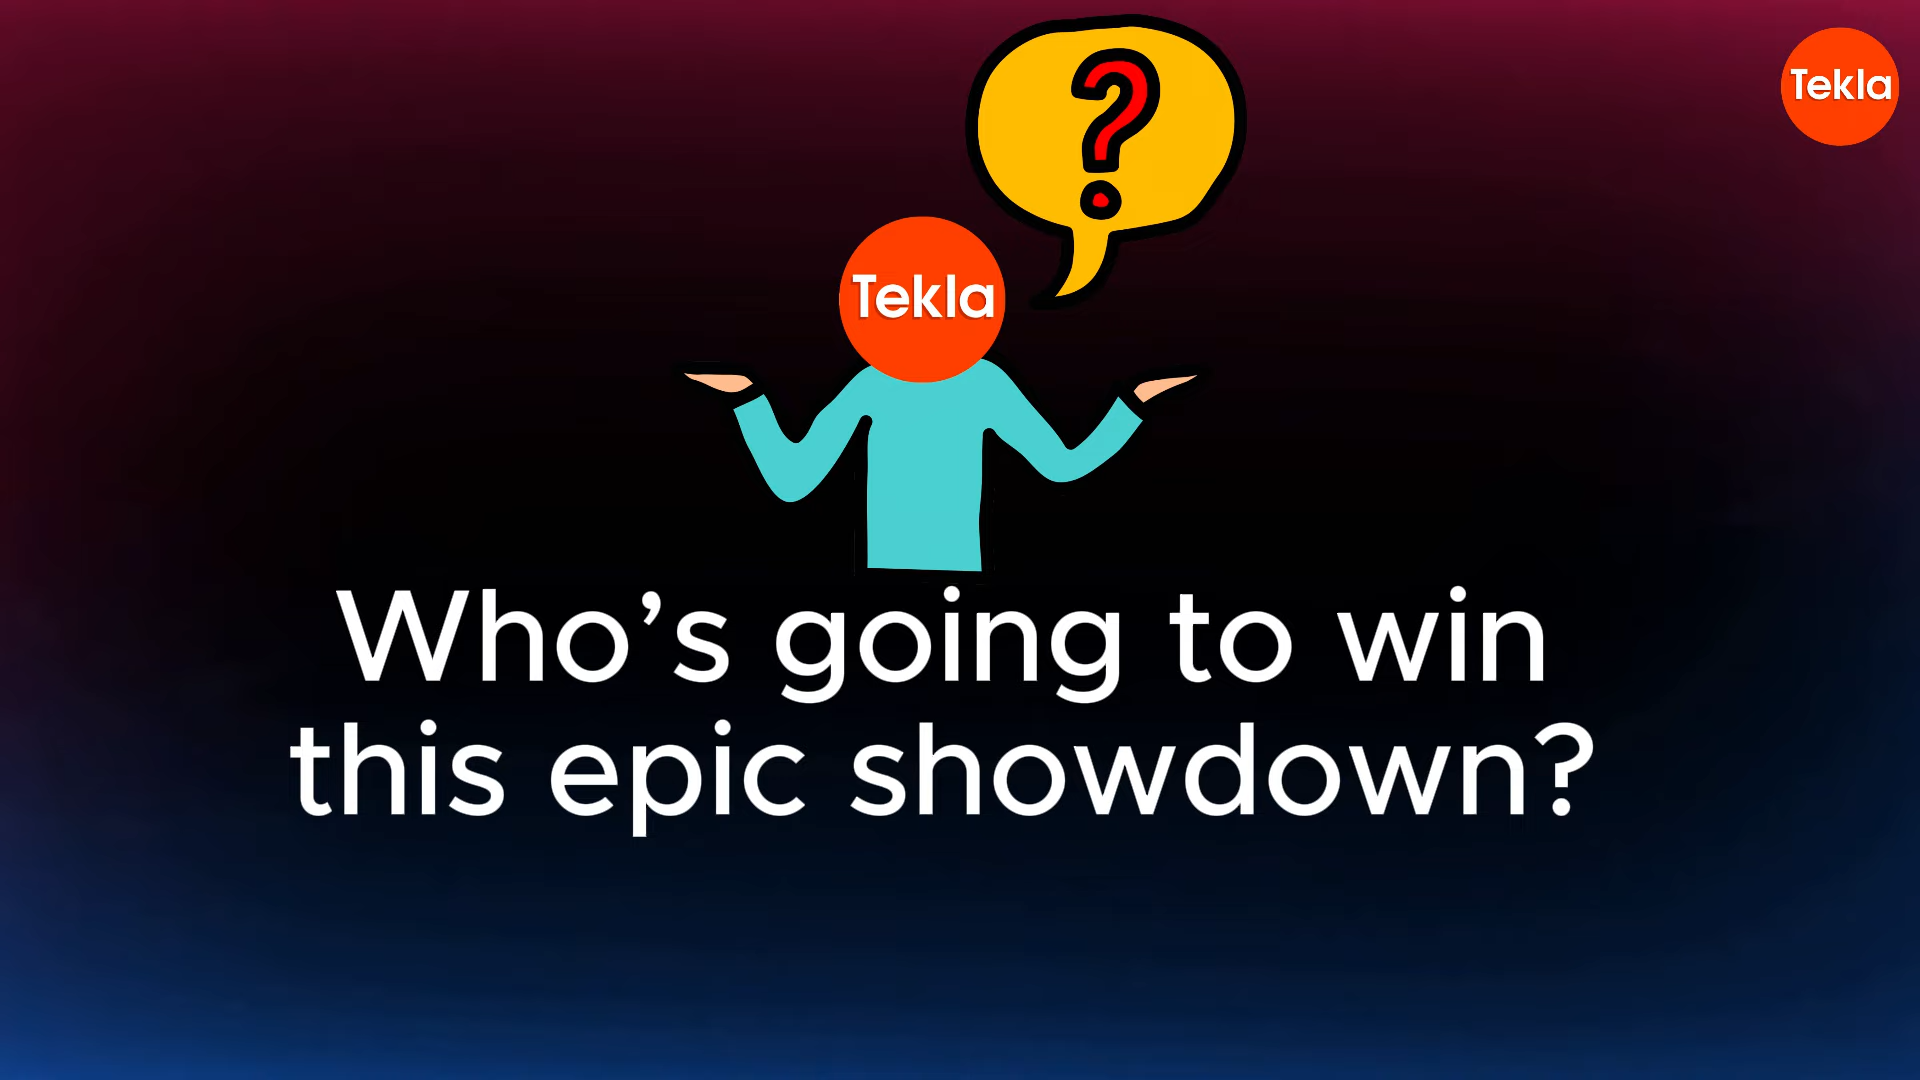 Tekla
?
Tekla
Who’s going to win
this epic showdown?